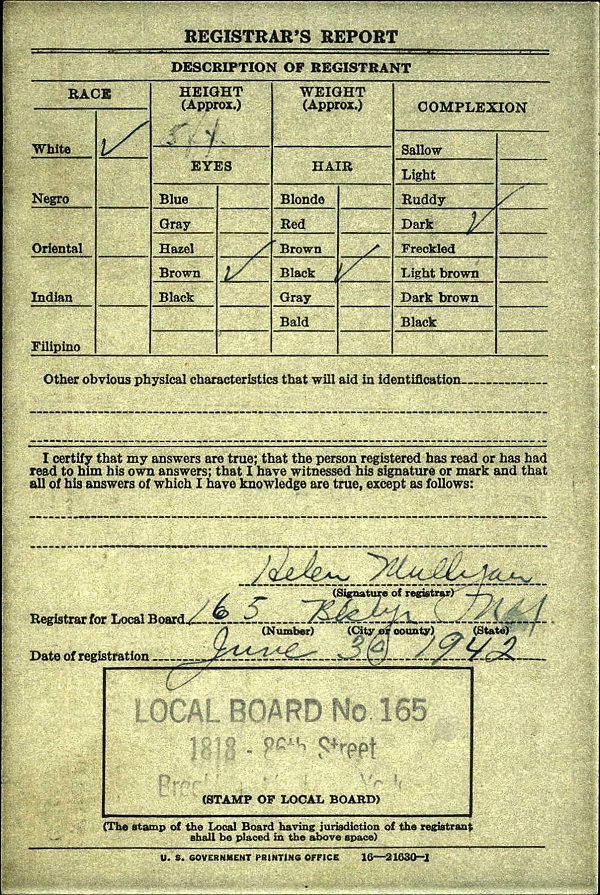 REGISTRAR'S REPORT
DESCRIPTION OF REGISTRANT
RACE
HEIGHT
(Approx.)
WEIGHT
(Approx.)
COMPLEXION
White ✓
Negro
Oriental
Indian
Filipino
EYES
Blue
Gray
Hazel
Brown ✓
Black
HAIR
Blonde
Red
Brown
Black ✓
Gray
Bald
Sallow
Light
Ruddy
Dark ✓
Freckled
Light brown
Dark brown
Black
Other obvious physical characteristics that will aid in identification
I certify that my answers are true; that the person registered has read or has had
read to him his own answers; that I have witnessed his signature or mark and that
all of his answers of which I have knowledge are true, except as follows:
Helen Mulligan
(Signature of registrar)
Registrar for Local Board 165 Bklyn
(Number) (City or county) (State)
Date of registration June 30 1942
LOCAL BOARD No. 165
1818 - 86th Street
(STAMP OF LOCAL BOARD)
(The stamp of the Local Board having jurisdiction of the registrant
shall be placed in the above space)
U. S. GOVERNMENT PRINTING OFFICE 16—21630-1